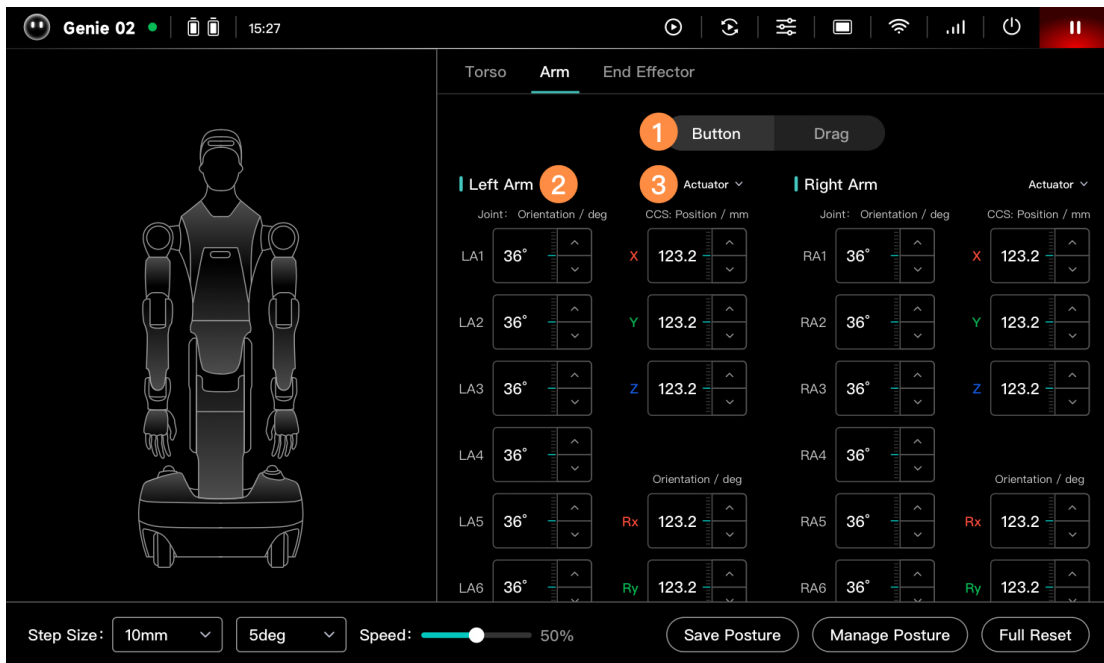 Genie 02 15:27
Torso Arm End Effector
1 Button Drag
Left Arm 2 3 Actuator Right Arm Actuator
Joint: Orientation / deg CCS: Position / mm Joint: Orientation / deg CCS: Position / mm
LA1 36° X 123.2 RA1 36° X 123.2
LA2 36° Y 123.2 RA2 36° Y 123.2
LA3 36° Z 123.2 RA3 36° Z 123.2
LA4 36° RA4 36°
Orientation / deg Orientation / deg
LA5 36° Rx 123.2 RA5 36° Rx 123.2
LA6 36° Ry 123.2 RA6 36° Ry 123.2
Step Size: 10mm 5deg Speed: 50% Save Posture Manage Posture Full Reset